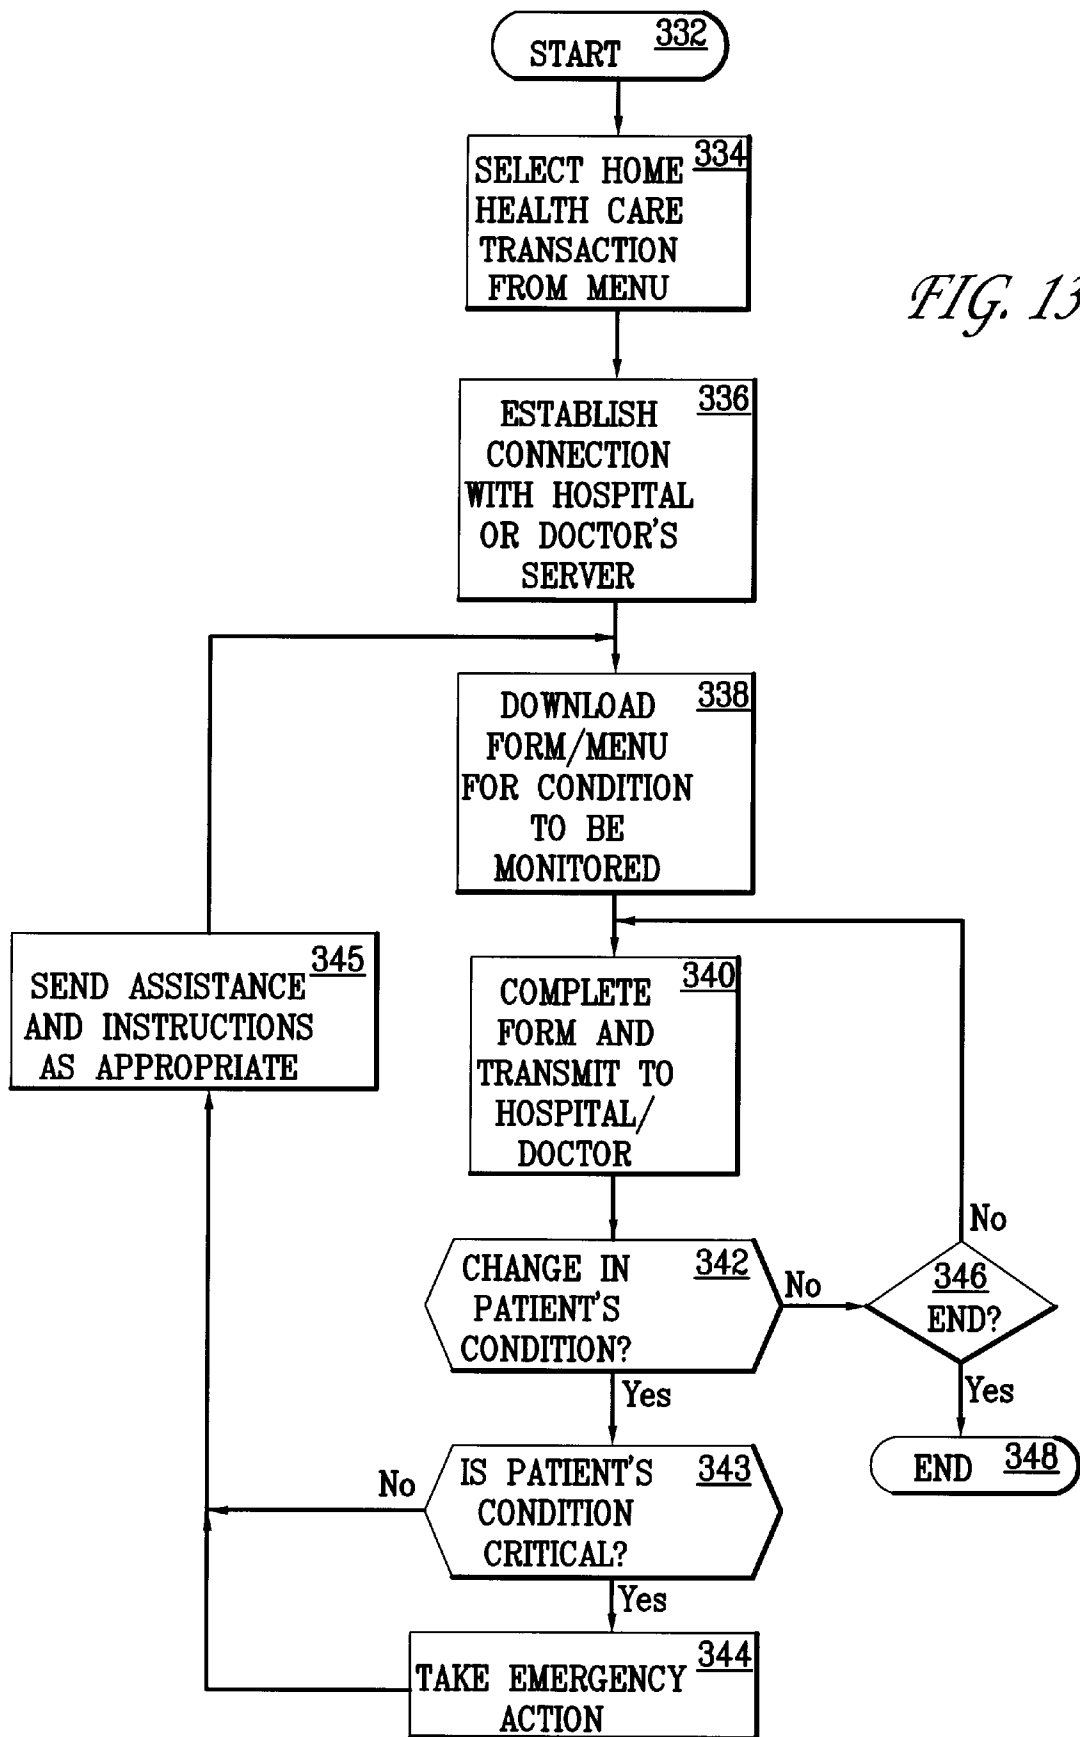 START 332
SELECT HOME 334
HEALTH CARE
TRANSACTION
FROM MENU
FIG. 13
ESTABLISH 336
CONNECTION
WITH HOSPITAL
OR DOCTOR'S
SERVER
DOWNLOAD 338
FORM/MENU
FOR CONDITION
TO BE
MONITORED
SEND ASSISTANCE 345
AND INSTRUCTIONS
AS APPROPRIATE
COMPLETE 340
FORM AND
TRANSMIT TO
HOSPITAL/
DOCTOR
CHANGE IN 342
PATIENT'S
CONDITION?
No
No
346
END?
Yes
Yes
END 348
IS PATIENT'S 343
CONDITION
CRITICAL?
No
Yes
TAKE EMERGENCY 344
ACTION